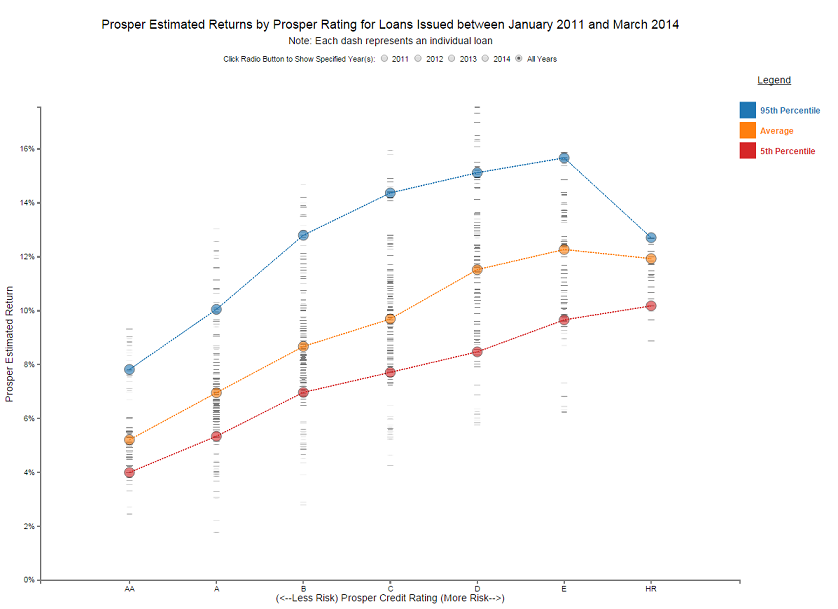 Prosper Estimated Returns by Prosper Rating for Loans Issued between January 2011 and March 2014
Note: Each dash represents an individual loan
Click Radio Button to Show Specified Year(s): 2011 2012 2013 2014 All Years
Legend
95th Percentile
Average
5th Percentile
16%
14%
12%
10%
8%
6%
4%
2%
0%
Prosper Estimated Return
AA A B C D E HR
(<--Less Risk) Prosper Credit Rating (More Risk-->)